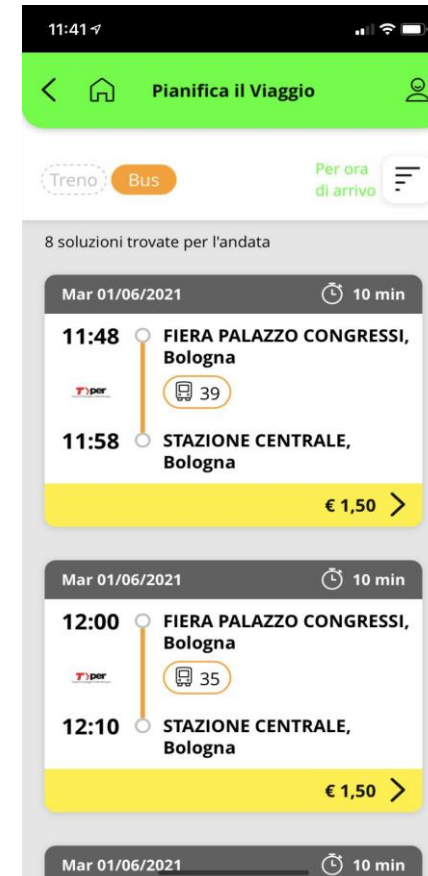 11:41
Pianifica il Viaggio
Treno Bus
Per ora
di arrivo
8 soluzioni trovate per l'andata
Mar 01/06/2021 10 min
11:48 FIERA PALAZZO CONGRESSI,
Bologna
Tper 39
11:58 STAZIONE CENTRALE,
Bologna
€ 1,50
Mar 01/06/2021 10 min
12:00 FIERA PALAZZO CONGRESSI,
Bologna
Tper 35
12:10 STAZIONE CENTRALE,
Bologna
€ 1,50
Mar 01/06/2021 10 min